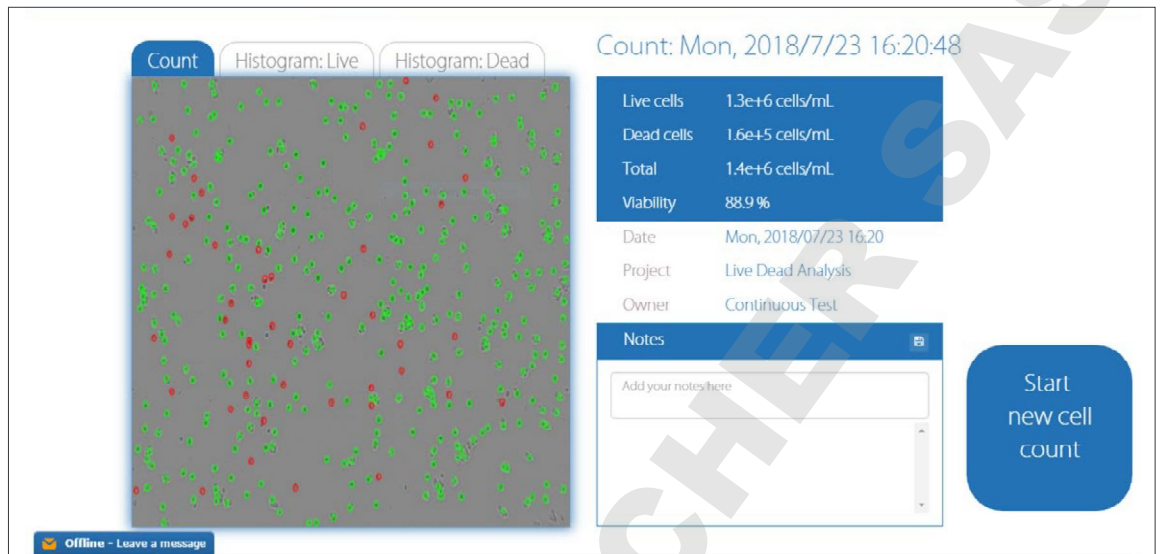 Count
Histogram: Live
Histogram: Dead
Count: Mon, 2018/7/23 16:20:48
Live cells 1.3e+6 cells/mL
Dead cells 1.6e+5 cells/mL
Total 1.4e+6 cells/mL
Viability 88.9 %
Date Mon, 2018/07/23 16:20
Project Live Dead Analysis
Owner Continuous Test
Notes
Add your notes here
Start
new cell
count
Offline - Leave a message
CHER SAS